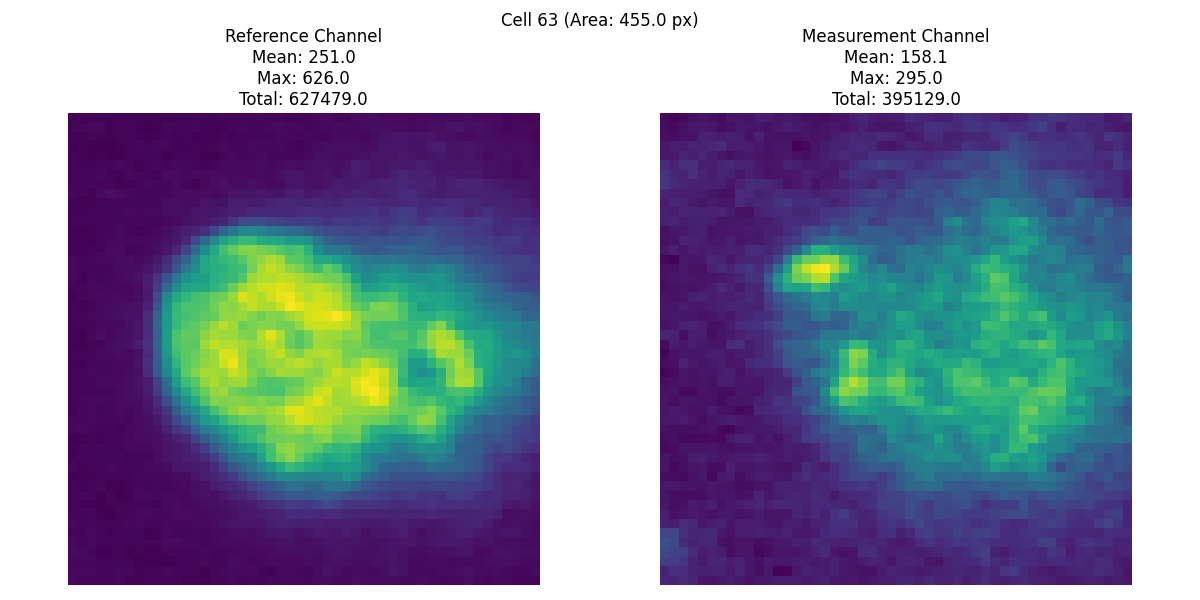 Cell 63 (Area: 455.0 px)
Reference Channel
Mean: 251.0
Max: 626.0
Total: 627479.0
Measurement Channel
Mean: 158.1
Max: 295.0
Total: 395129.0